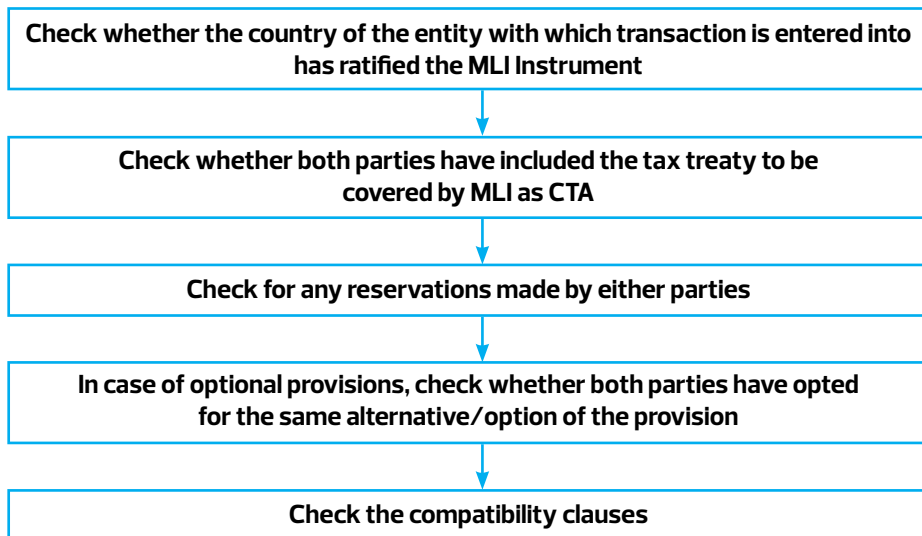 Check whether the country of the entity with which transaction is entered into
has ratified the MLI Instrument
Check whether both parties have included the tax treaty to be
covered by MLI as CTA
Check for any reservations made by either parties
In case of optional provisions, check whether both parties have opted
for the same alternative/option of the provision
Check the compatibility clauses